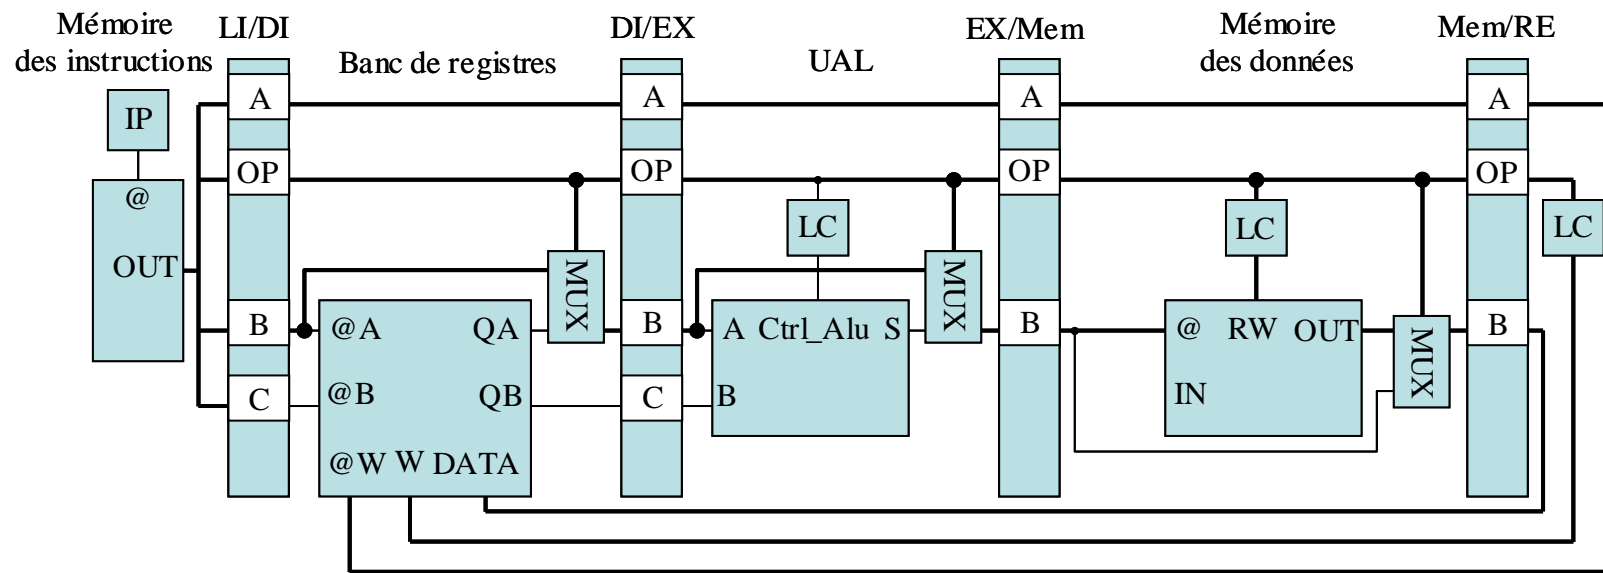 Mémoire
des instructions
LI/DI
Banc de registres
DI/EX
UAL
EX/Mem
Mémoire
des données
Mem/RE
IP
@
OUT
A
OP
B
C
@A
QA
@B
QB
@W
W
DATA
MUX
A
OP
B
C
LC
A
Ctrl_Alu
S
B
MUX
A
OP
B
LC
@
RW
OUT
IN
MUX
A
OP
B
LC